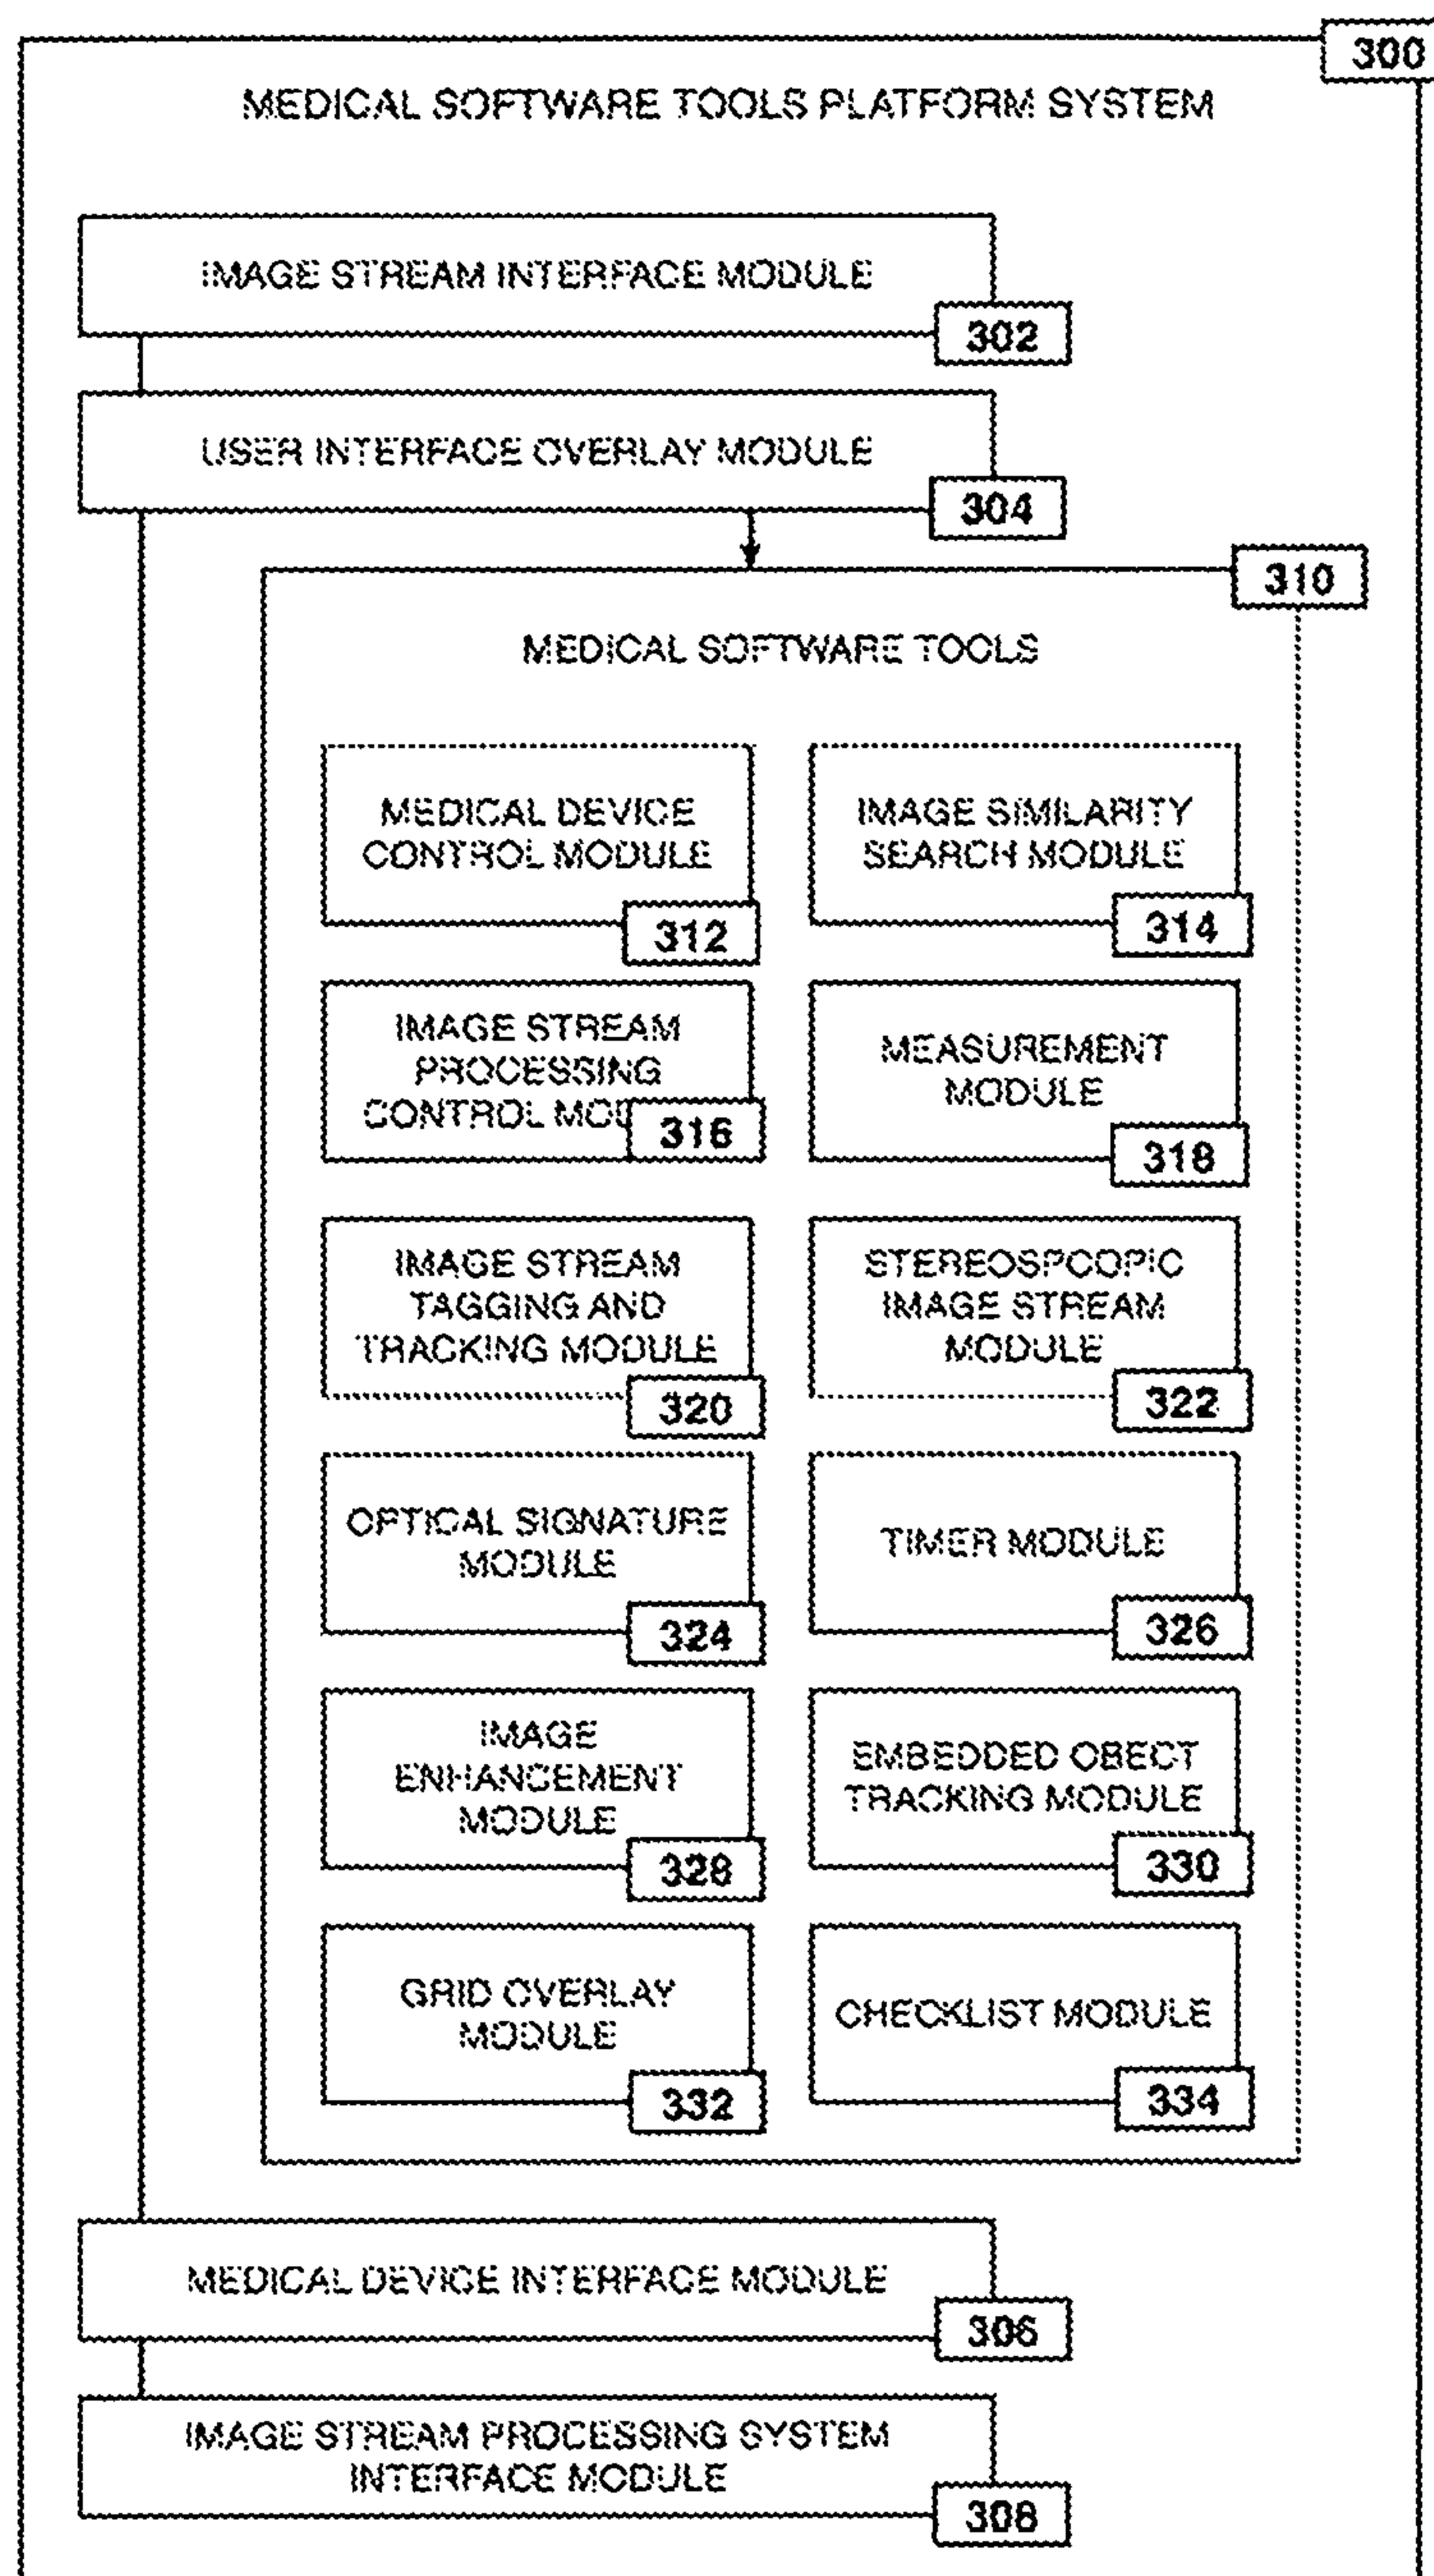 300
MEDICAL SOFTWARE TOOLS PLATFORM SYSTEM
IMAGE STREAM INTERFACE MODULE
302
USER INTERFACE OVERLAY MODULE
304
310
MEDICAL SOFTWARE TOOLS
MEDICAL DEVICE
CONTROL MODULE
312
IMAGE SIMILARITY
SEARCH MODULE
314
IMAGE STREAM
PROCESSING
CONTROL MOD
316
MEASUREMENT
MODULE
318
IMAGE STREAM
TAGGING AND
TRACKING MODULE
320
STEREOSPCOPIC
IMAGE STREAM
MODULE
322
OPTICAL SIGNATURE
MODULE
324
TIMER MODULE
326
IMAGE
ENHANCEMENT
MODULE
328
EMBEDDED OBECT
TRACKING MODULE
330
GRID OVERLAY
MODULE
332
CHECKLIST MODULE
334
MEDICAL DEVICE INTERFACE MODULE
306
IMAGE STREAM PROCESSING SYSTEM
INTERFACE MODULE
308